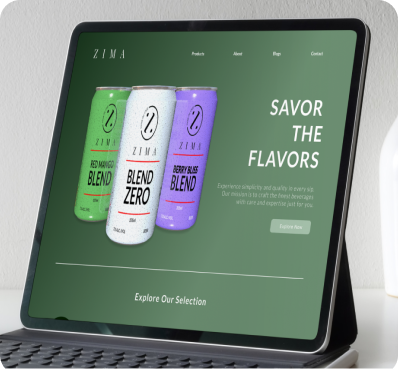 ZIMA
Products
About
Blogs
Contact
SAVOR
THE
FLAVORS
Experience simplicity and quality in every sip.
Our mission is to craft the finest beverages
with care and expertise just for you.
Explore Now
ZIMA
RED MANGO
BLEND
ZIMA
BLEND
ZERO
ZIMA
BERRY BLISS
BLEND
Explore Our Selection